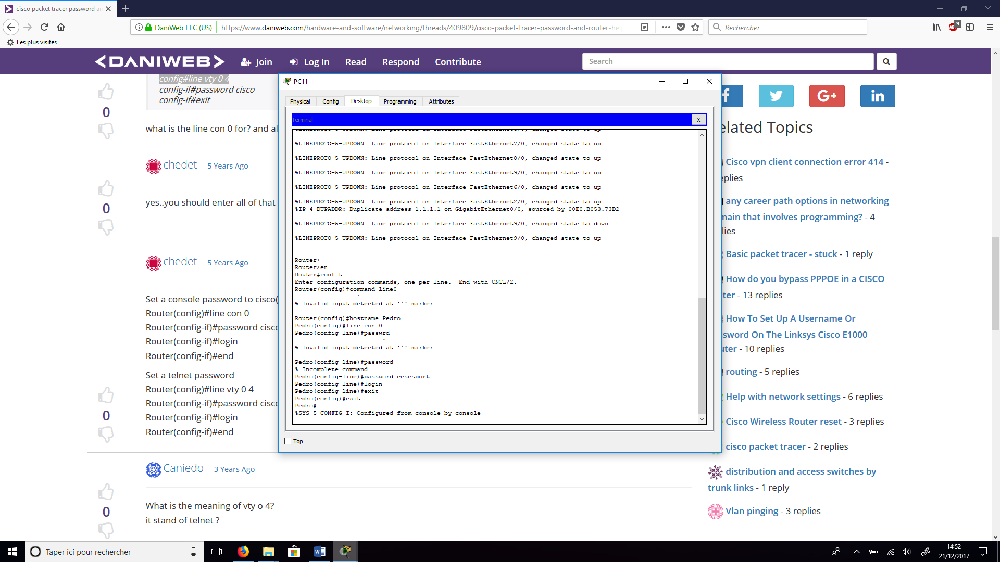 cisco packet tracer password an
DaniWeb LLC (US)
https://www.daniweb.com/hardware-and-software/networking/threads/409809/cisco-packet-tracer-password-and-router-he
Rechercher
ABP
9
Les plus visités
<DANIWEB>
Join
Log In
Read
Respond
Contribute
Search
config#line vty 0 4
config-if#password cisco
config-if#exit
0
what is the line con 0 for? and al
chedet
5 Years Ago
0
yes..you should enter all of that
chedet
5 Years Ago
Set a console password to cisco(
Router(config)#line con 0
Router(config-if)#password cisco
Router(config-if)#login
Router(config-if)#end
Set a telnet password
Router(config)#line vty 0 4
Router(config-if)#password cisco
Router(config-if)#login
Router(config-if)#end
0
Caniedo
3 Years Ago
0
What is the meaning of vty o 4?
it stand of telnet ?
PC11
Physical
Config
Desktop
Programming
Attributes
Terminal
X
%LINEPROTO-5-UPDOWN: Line protocol on Interface FastEthernet7/0, changed state to up
%LINEPROTO-5-UPDOWN: Line protocol on Interface FastEthernet8/0, changed state to up
%LINEPROTO-5-UPDOWN: Line protocol on Interface FastEthernet9/0, changed state to up
%LINEPROTO-5-UPDOWN: Line protocol on Interface FastEthernet6/0, changed state to up
%LINEPROTO-5-UPDOWN: Line protocol on Interface FastEthernet2/0, changed state to up
%IP-4-DUPADDR: Duplicate address 1.1.1.1 on GigabitEthernet0/0, sourced by 00E0.B053.73D2
%LINEPROTO-5-UPDOWN: Line protocol on Interface FastEthernet9/0, changed state to down
%LINEPROTO-5-UPDOWN: Line protocol on Interface FastEthernet9/0, changed state to up
Router>
Router>en
Router#conf t
Enter configuration commands, one per line.  End with CNTL/Z.
Router(config)#command line0
^
% Invalid input detected at '^' marker.
Router(config)#hostname Pedro
Pedro(config)#line con 0
Pedro(config-line)#passwrd
^
% Invalid input detected at '^' marker.
Pedro(config-line)#password
% Incomplete command.
Pedro(config-line)#password cesesport
Pedro(config-line)#login
Pedro(config-line)#exit
Pedro(config)#exit
Pedro#
%SYS-5-CONFIG_I: Configured from console by console
Top
f
G+
in
elated Topics
Cisco vpn client connection error 414 -
eplies
any career path options in networking
main that involves programming? - 4
lies
Basic packet tracer - stuck - 1 reply
How do you bypass PPPOE in a CISCO
ter - 13 replies
How To Set Up A Username Or
ssword On The Linksys Cisco E1000
uter - 10 replies
routing - 5 replies
Help with network settings - 6 replies
Cisco Wireless Router reset - 3 replies
cisco packet tracer - 2 replies
distribution and access switches by
trunk links - 1 reply
Vlan pinging - 3 replies
Taper ici pour rechercher
14:52
21/12/2017